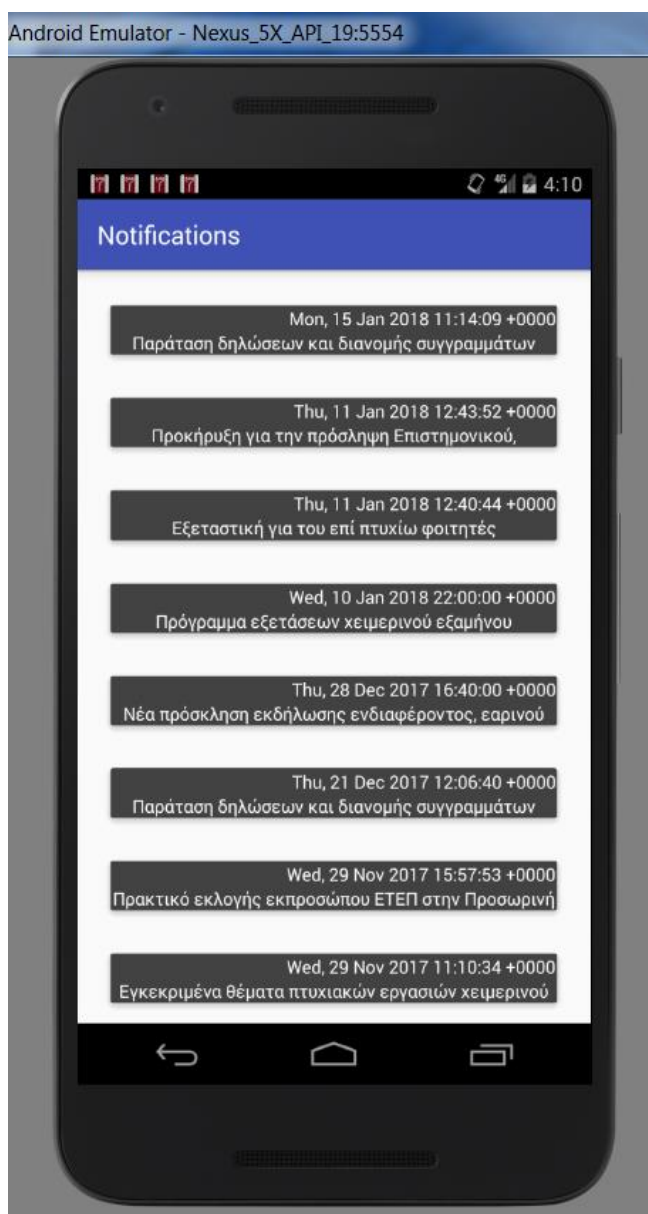 Android Emulator - Nexus_5X_API_19:5554
4G 4:10
Notifications
Mon, 15 Jan 2018 11:14:09 +0000
Παράταση δηλώσεων και διανομής συγγραμμάτων
Thu, 11 Jan 2018 12:43:52 +0000
Προκήρυξη για την πρόσληψη Επιστημονικού,
Thu, 11 Jan 2018 12:40:44 +0000
Εξεταστική για του επί πτυχίω φοιτητές
Wed, 10 Jan 2018 22:00:00 +0000
Πρόγραμμα εξετάσεων χειμερινού εξαμήνου
Thu, 28 Dec 2017 16:40:00 +0000
Νέα πρόσκληση εκδήλωσης ενδιαφέροντος, εαρινού
Thu, 21 Dec 2017 12:06:40 +0000
Παράταση δηλώσεων και διανομής συγγραμμάτων
Wed, 29 Nov 2017 15:57:53 +0000
Πρακτικό εκλογής εκπροσώπου ΕΤΕΠ στην Προσωρινή
Wed, 29 Nov 2017 11:10:34 +0000
Εγκεκριμένα θέματα πτυχιακών εργασιών χειμερινού